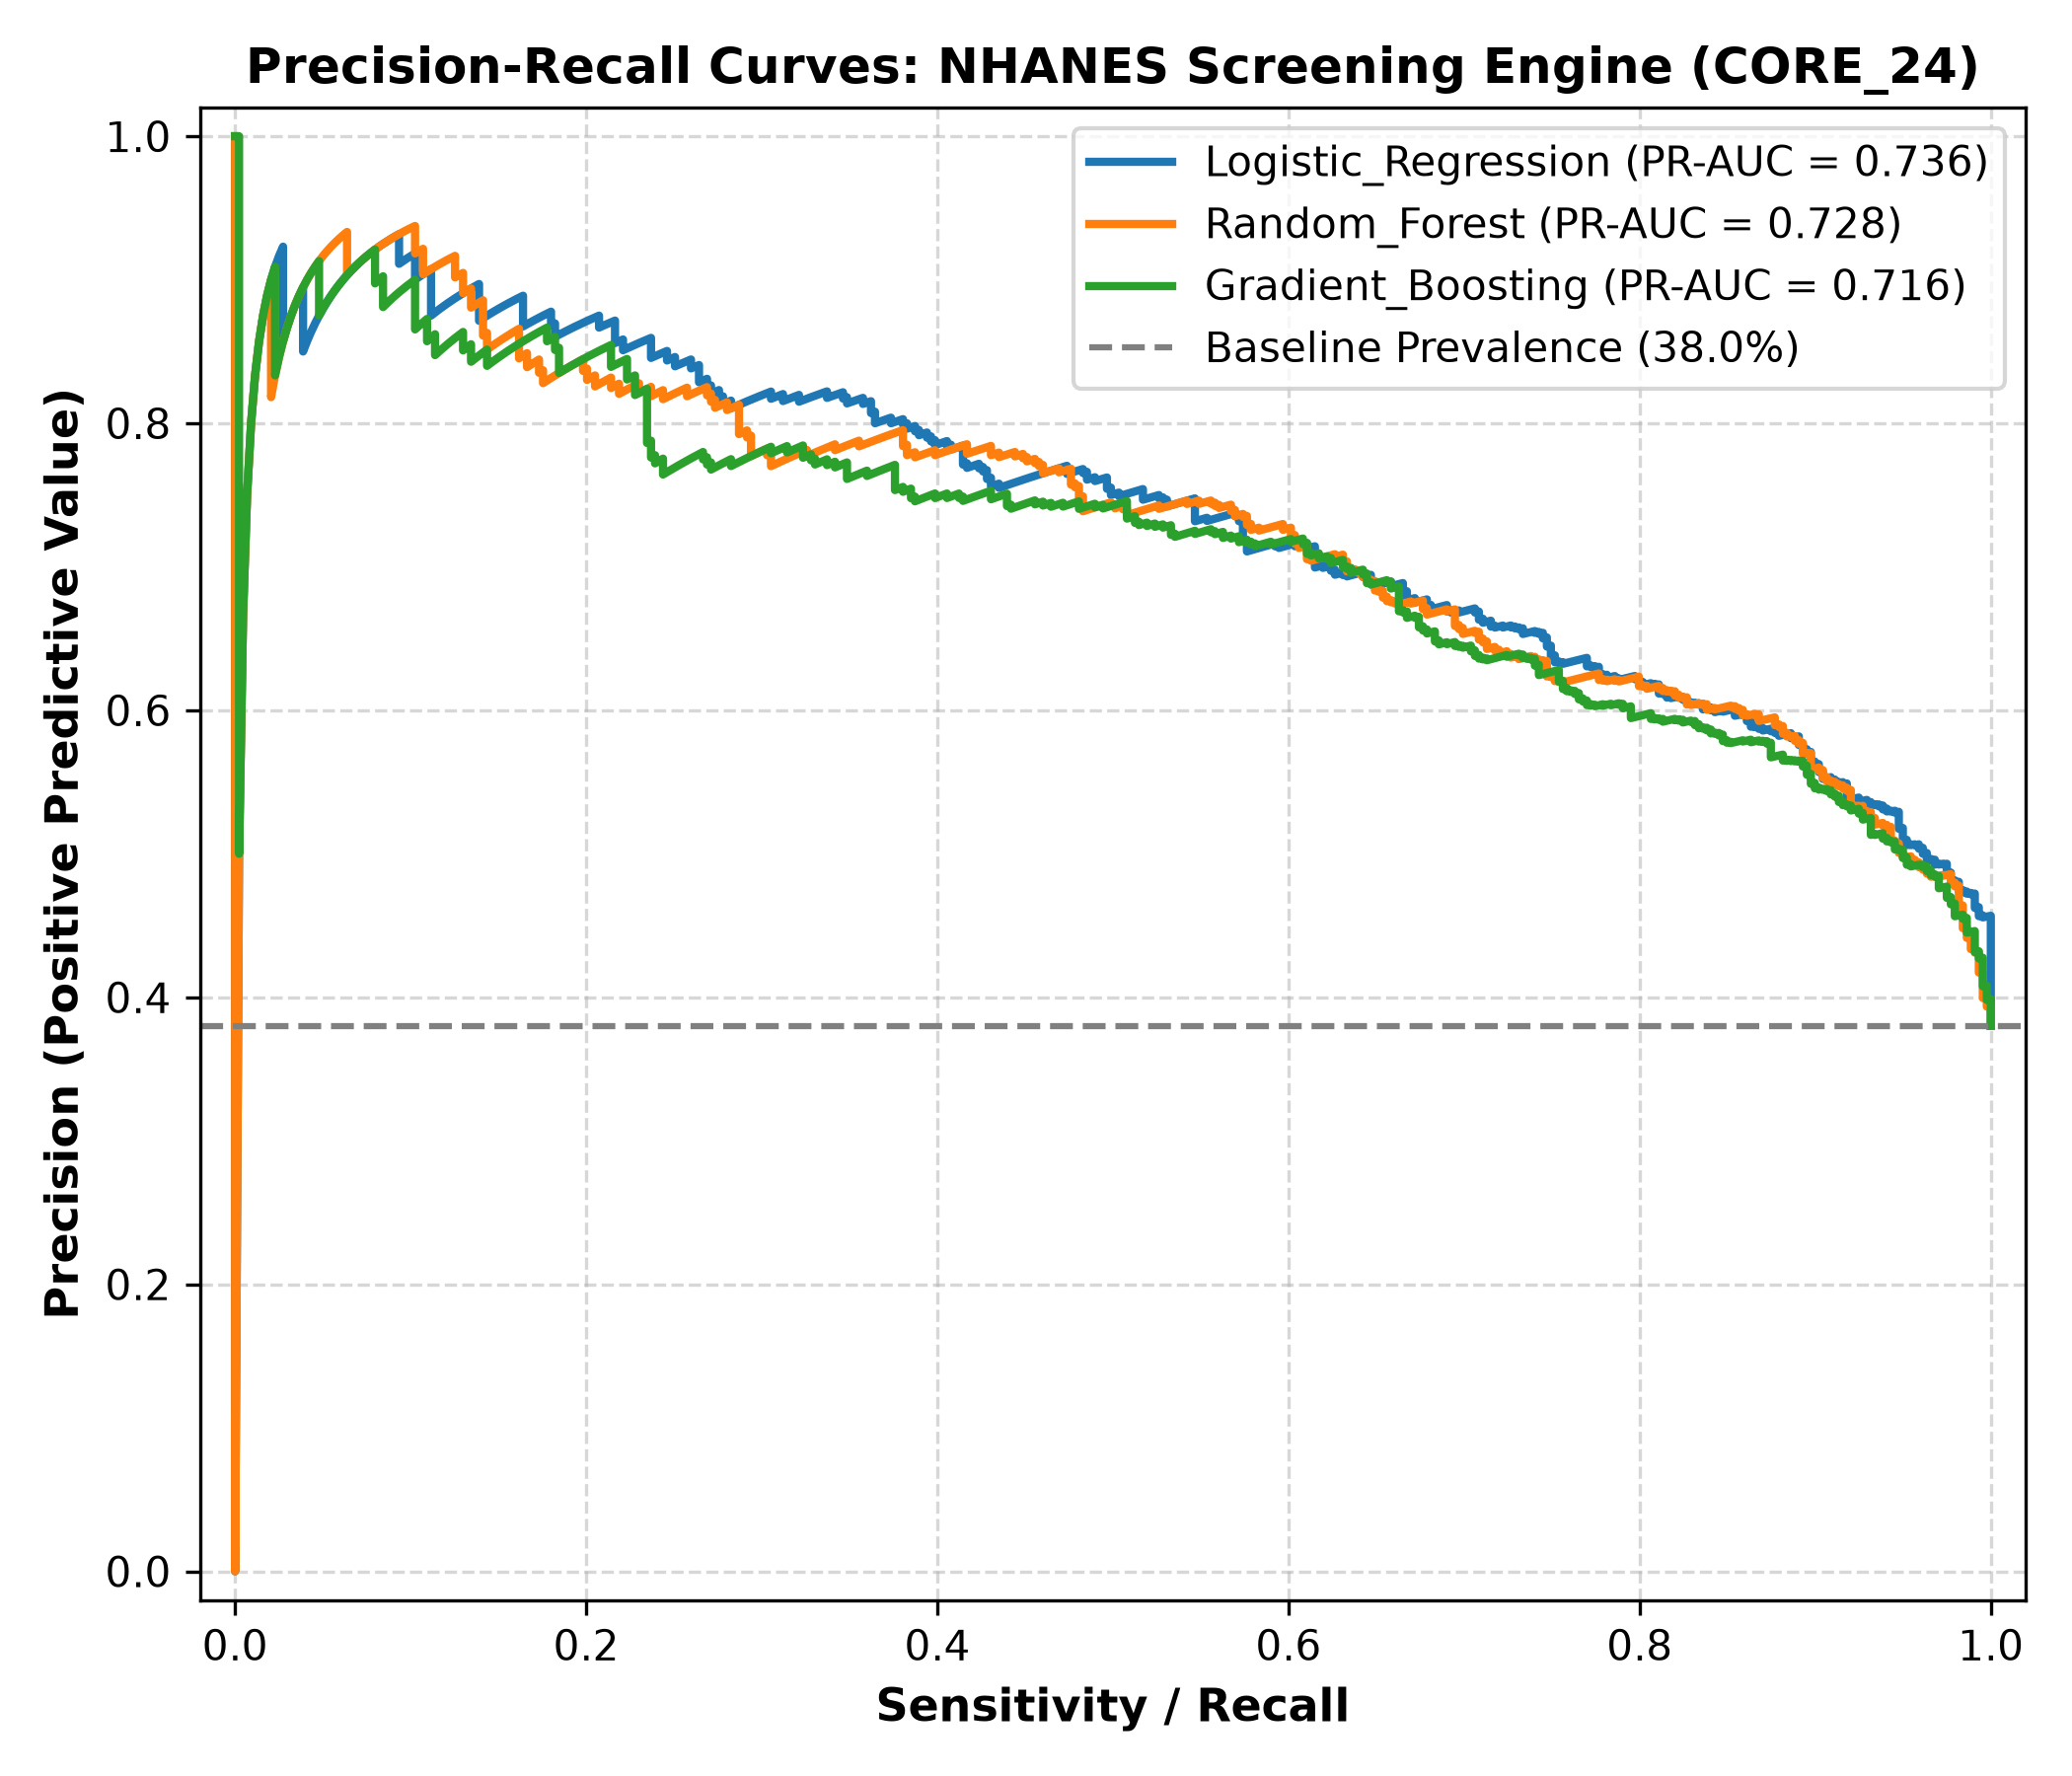 Precision-Recall Curves: NHANES Screening Engine (CORE_24)
Logistic_Regression (PR-AUC = 0.736)
Random_Forest (PR-AUC = 0.728)
Gradient_Boosting (PR-AUC = 0.716)
Baseline Prevalence (38.0%)
Precision (Positive Predictive Value)
1.0
0.8
0.6
0.4
0.2
0.0
0.0 0.2 0.4 0.6 0.8 1.0
Sensitivity / Recall